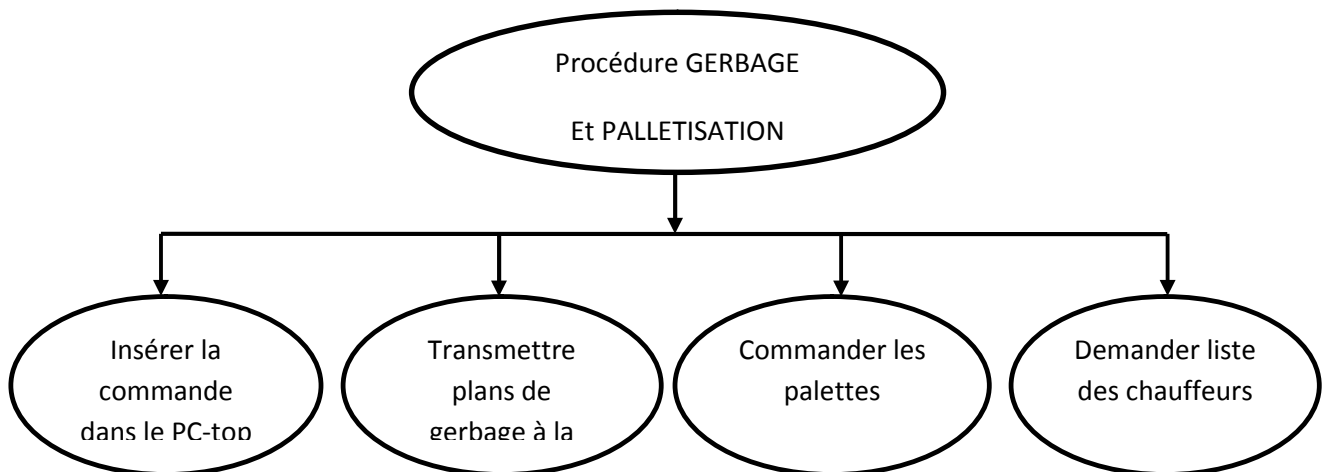 Procédure GERBAGE
Et PALLETISATION
Insérer la
commande
dans le PC-top
Transmettre
plans de
gerbage à la
Commander les
palettes
Demander liste
des chauffeurs